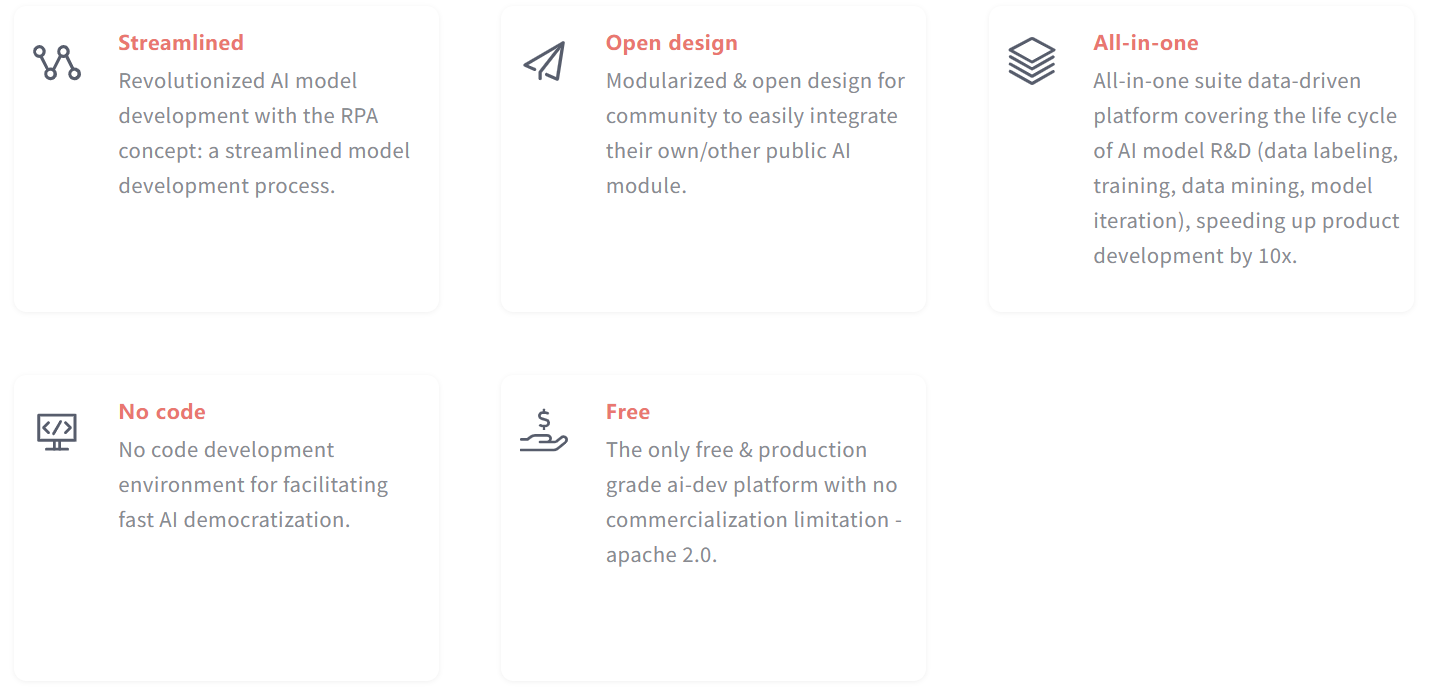 Streamlined
Revolutionized AI model
development with the RPA
concept: a streamlined model
development process.
Open design
Modularized & open design for
community to easily integrate
their own/other public AI
module.
All-in-one
All-in-one suite data-driven
platform covering the life cycle
of AI model R&D (data labeling,
training, data mining, model
iteration), speeding up product
development by 10x.
No code
No code development
environment for facilitating
fast AI democratization.
$
Free
The only free & production
grade ai-dev platform with no
commercialization limitation -
apache 2.0.